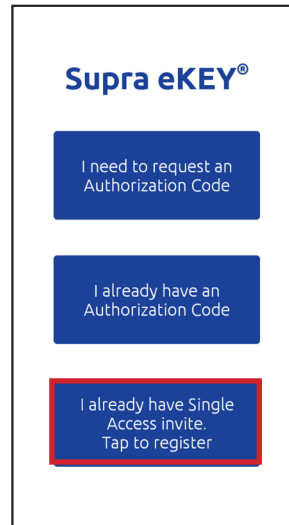 Supra eKEY®
I need to request an
Authorization Code
I already have an
Authorization Code
I already have Single
Access invite.
Tap to register